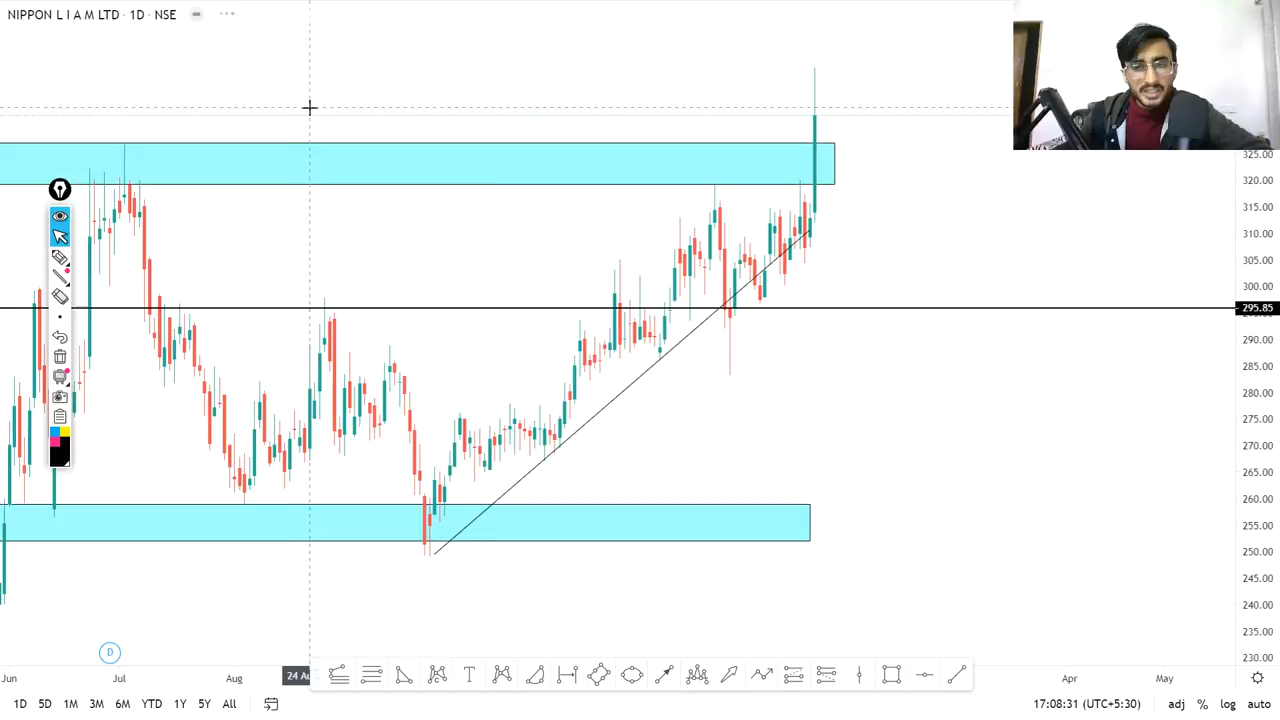 NIPPON L I A M LTD · 1D · NSE
325.00
320.00
315.00
310.00
305.00
300.00
295.85
290.00
285.00
280.00
275.00
270.00
265.00
260.00
255.00
250.00
245.00
240.00
235.00
230.00
D
Jun
Jul
Aug
24 Au
Apr
May
T
1D 5D 1M 3M 6M YTD 1Y 5Y All
17:08:31 (UTC+5:30) adj % log auto